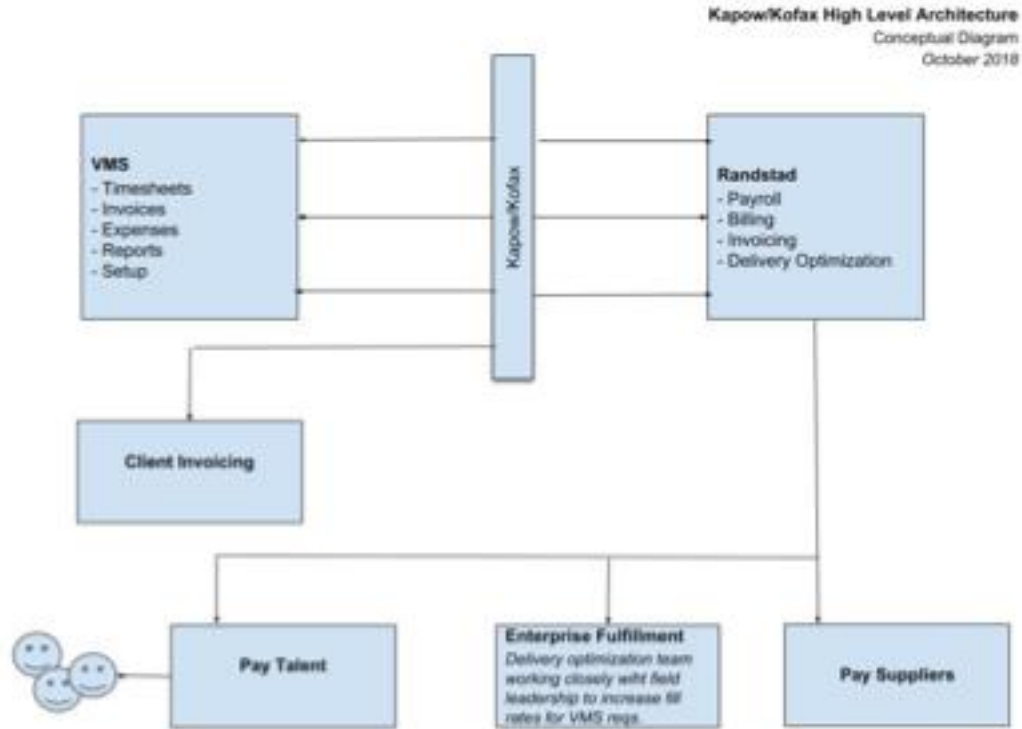 Kapow/Kofax High Level Architecture
Conceptual Diagram
October 2018
VMS
- Timesheets
- Invoices
- Expenses
- Reports
- Setup
Kapow/Kofax
Randstad
- Payroll
- Billing
- Invoicing
- Delivery Optimization
Client Invoicing
Pay Talent
Enterprise Fulfillment
Delivery optimization team
working closely wiht field
leadership to increase fill
rates for VMS reqs.
Pay Suppliers